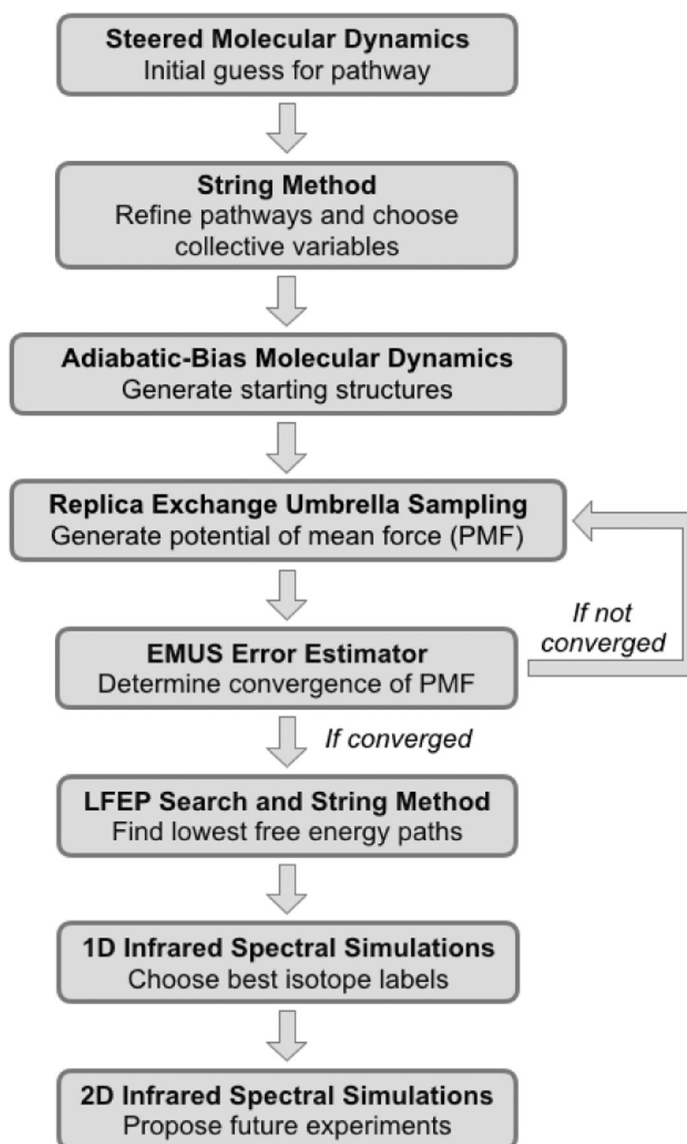 Steered Molecular Dynamics
Initial guess for pathway
String Method
Refine pathways and choose
collective variables
Adiabatic-Bias Molecular Dynamics
Generate starting structures
Replica Exchange Umbrella Sampling
Generate potential of mean force (PMF)
If not
converged
EMUS Error Estimator
Determine convergence of PMF
If converged
LFEP Search and String Method
Find lowest free energy paths
1D Infrared Spectral Simulations
Choose best isotope labels
2D Infrared Spectral Simulations
Propose future experiments